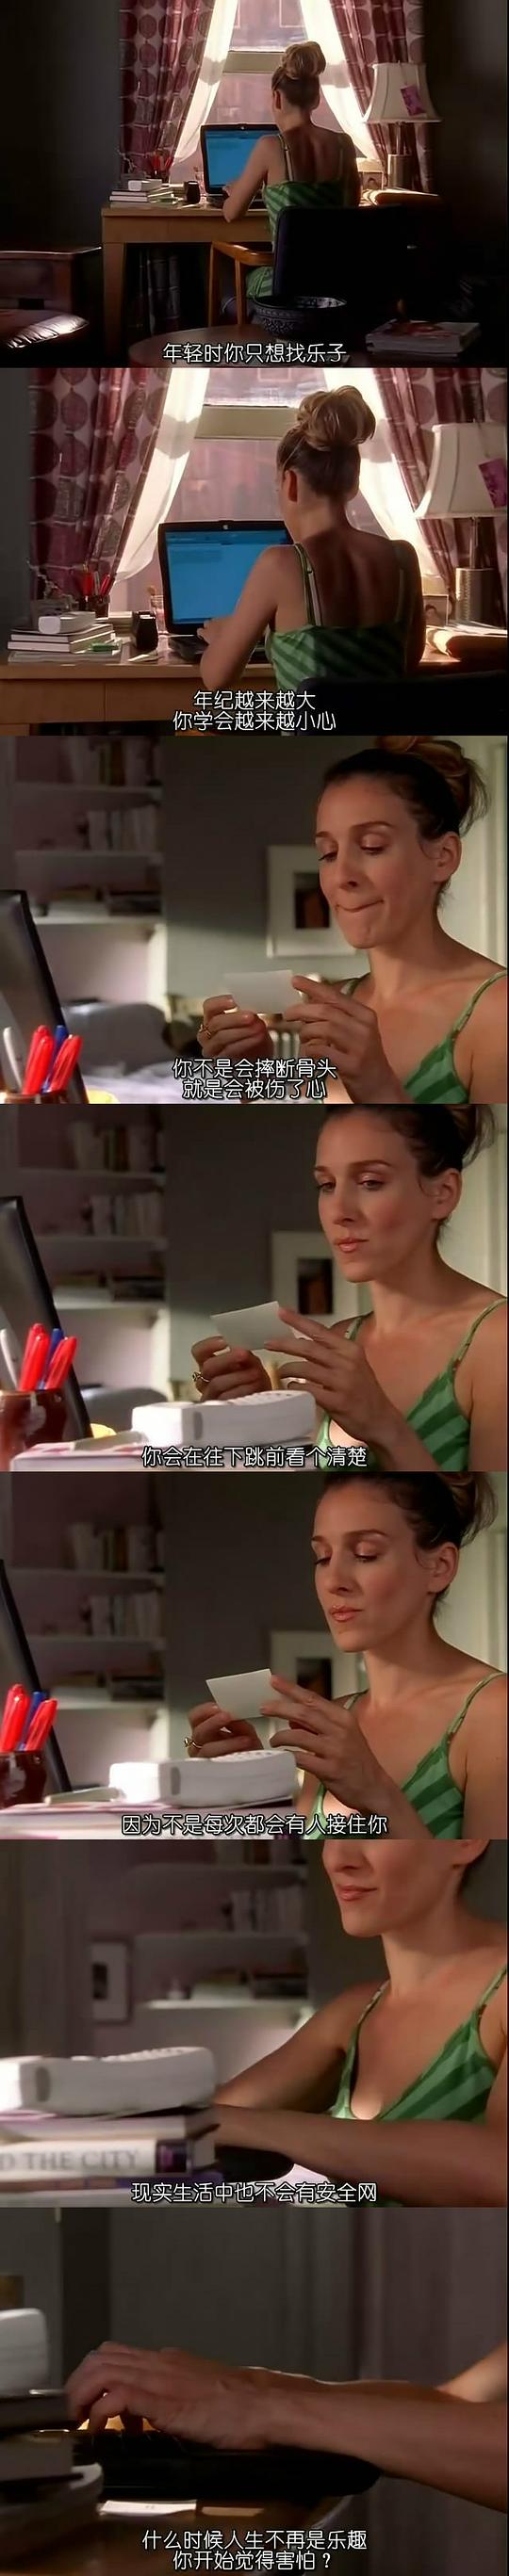 年轻时你只想找乐子
年纪越来越大
你学会越来越小心
你不是会摔断骨头
就是会被伤了心
你会在往下跳前看个清楚
因为不是每次都会有人接住你
D THE CITY
现实生活中也不会有安全网
什么时候人生不再是乐趣
你开始觉得害怕？